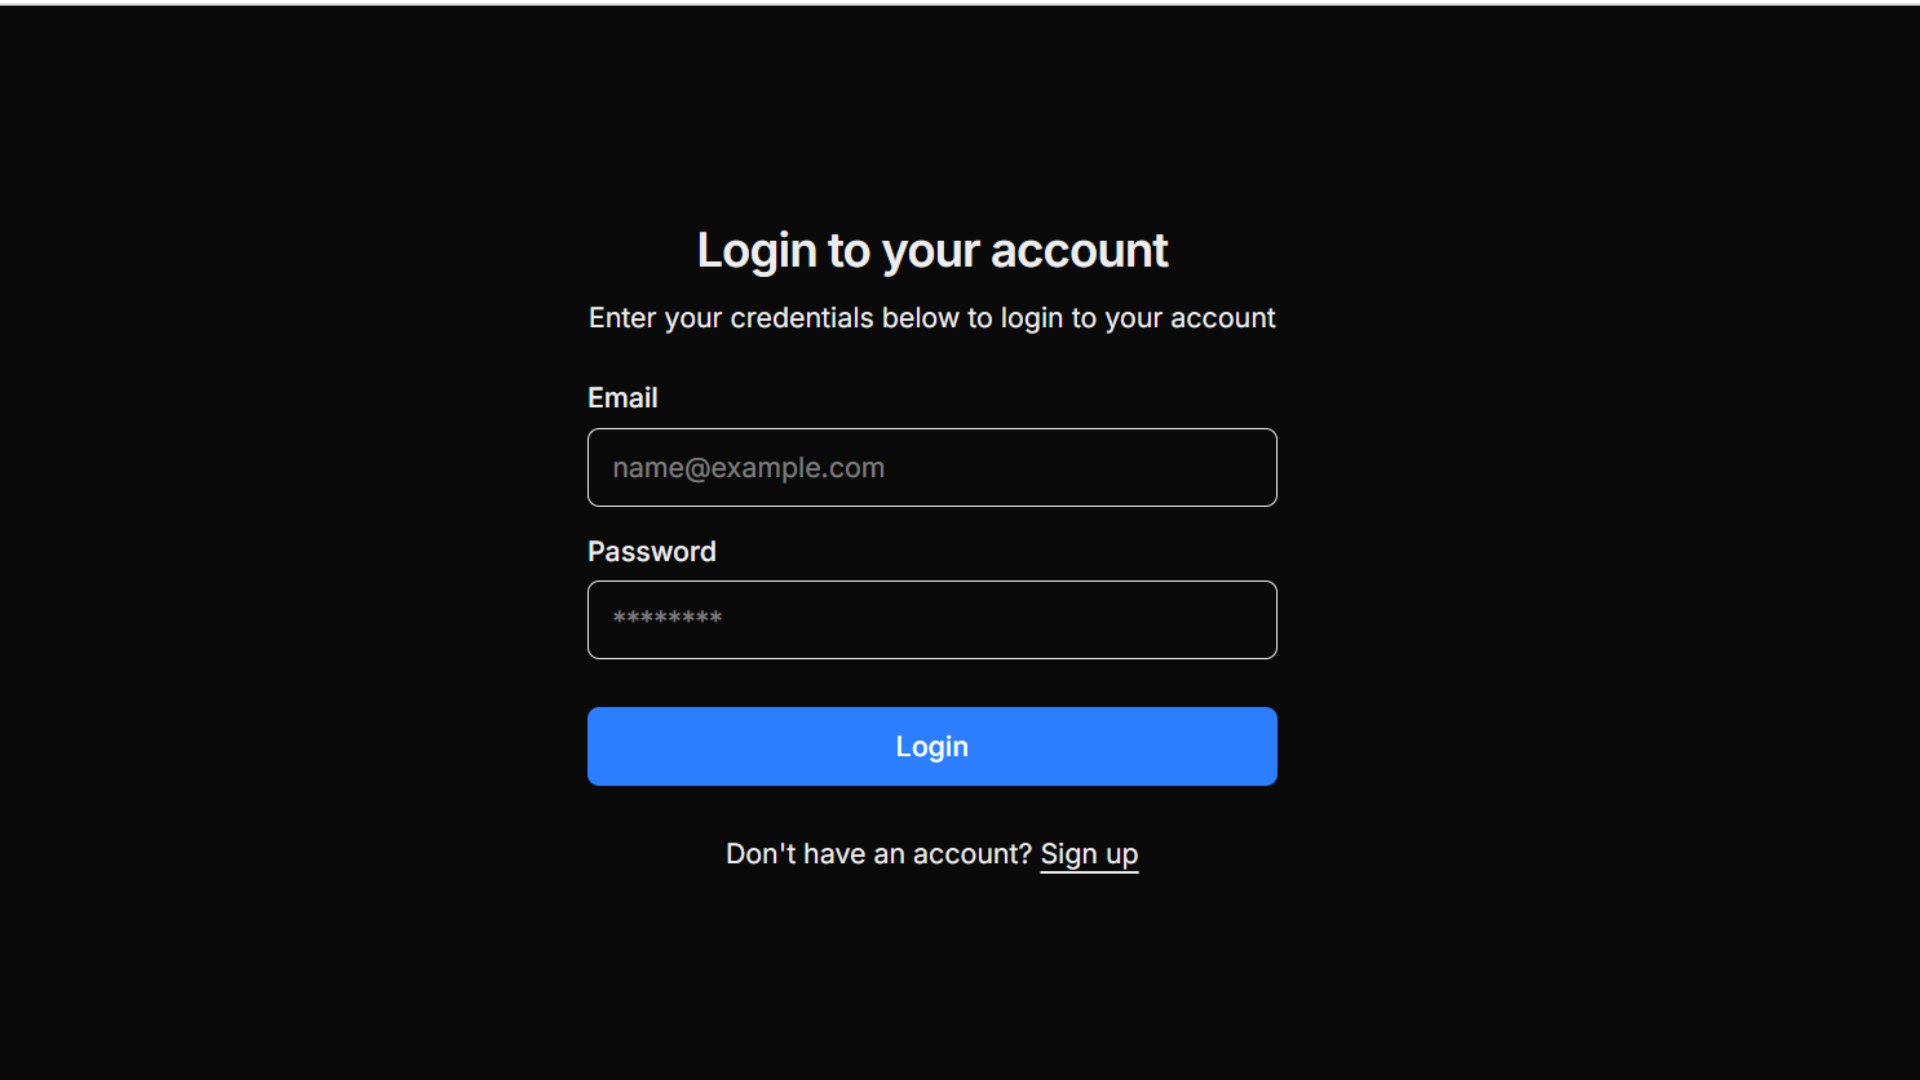 Login to your account
Enter your credentials below to login to your account
Email
name@example.com
Password
********
Login
Don't have an account? Sign up